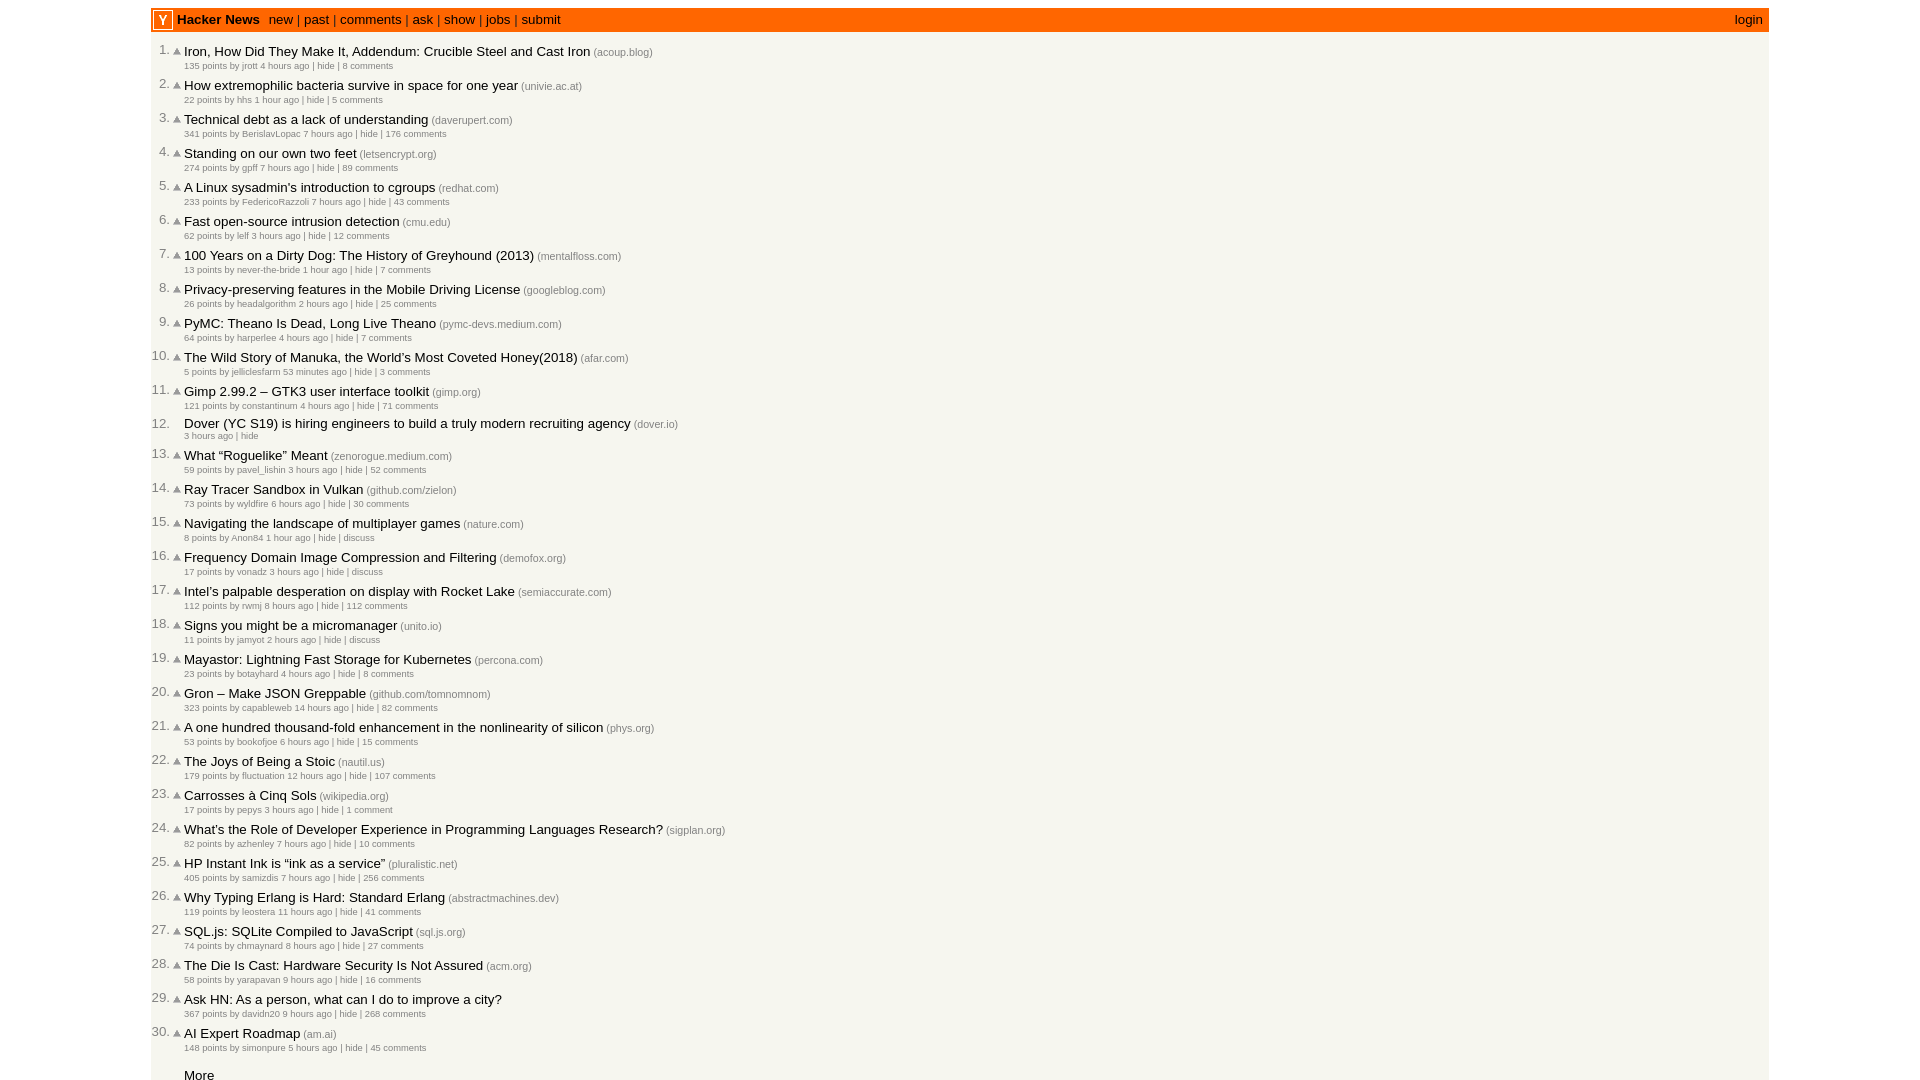 Y Hacker News new | past | comments | ask | show | jobs | submit login
1. Iron, How Did They Make It, Addendum: Crucible Steel and Cast Iron (acoup.blog)
135 points by jrott 4 hours ago | hide | 8 comments
2. How extremophilic bacteria survive in space for one year (univie.ac.at)
22 points by hhs 1 hour ago | hide | 5 comments
3. Technical debt as a lack of understanding (daverupert.com)
341 points by BerislavLopac 7 hours ago | hide | 176 comments
4. Standing on our own two feet (letsencrypt.org)
274 points by gpff 7 hours ago | hide | 89 comments
5. A Linux sysadmin's introduction to cgroups (redhat.com)
233 points by FedericoRazzoli 7 hours ago | hide | 43 comments
6. Fast open-source intrusion detection (cmu.edu)
62 points by lelf 3 hours ago | hide | 12 comments
7. 100 Years on a Dirty Dog: The History of Greyhound (2013) (mentalfloss.com)
13 points by never-the-bride 1 hour ago | hide | 7 comments
8. Privacy-preserving features in the Mobile Driving License (googleblog.com)
26 points by headalgorithm 2 hours ago | hide | 25 comments
9. PyMC: Theano Is Dead, Long Live Theano (pymc-devs.medium.com)
64 points by harperlee 4 hours ago | hide | 7 comments
10. The Wild Story of Manuka, the World’s Most Coveted Honey(2018) (afar.com)
5 points by jelliclesfarm 53 minutes ago | hide | 3 comments
11. Gimp 2.99.2 – GTK3 user interface toolkit (gimp.org)
121 points by constantinum 4 hours ago | hide | 71 comments
12. Dover (YC S19) is hiring engineers to build a truly modern recruiting agency (dover.io)
3 hours ago | hide
13. What “Roguelike” Meant (zenorogue.medium.com)
59 points by pavel_lishin 3 hours ago | hide | 52 comments
14. Ray Tracer Sandbox in Vulkan (github.com/zielon)
73 points by wyldfire 6 hours ago | hide | 30 comments
15. Navigating the landscape of multiplayer games (nature.com)
8 points by Anon84 1 hour ago | hide | discuss
16. Frequency Domain Image Compression and Filtering (demofox.org)
17 points by vonadz 3 hours ago | hide | discuss
17. Intel’s palpable desperation on display with Rocket Lake (semiaccurate.com)
112 points by rwmj 8 hours ago | hide | 112 comments
18. Signs you might be a micromanager (unito.io)
11 points by jamyot 2 hours ago | hide | discuss
19. Mayastor: Lightning Fast Storage for Kubernetes (percona.com)
23 points by botayhard 4 hours ago | hide | 8 comments
20. Gron – Make JSON Greppable (github.com/tomnomnom)
323 points by capableweb 14 hours ago | hide | 82 comments
21. A one hundred thousand-fold enhancement in the nonlinearity of silicon (phys.org)
53 points by bookofjoe 6 hours ago | hide | 15 comments
22. The Joys of Being a Stoic (nautil.us)
179 points by fluctuation 12 hours ago | hide | 107 comments
23. Carrosses à Cinq Sols (wikipedia.org)
17 points by pepys 3 hours ago | hide | 1 comment
24. What’s the Role of Developer Experience in Programming Languages Research? (sigplan.org)
82 points by azhenley 7 hours ago | hide | 10 comments
25. HP Instant Ink is “ink as a service” (pluralistic.net)
405 points by samizdis 7 hours ago | hide | 256 comments
26. Why Typing Erlang is Hard: Standard Erlang (abstractmachines.dev)
119 points by leostera 11 hours ago | hide | 41 comments
27. SQL.js: SQLite Compiled to JavaScript (sql.js.org)
74 points by chmaynard 8 hours ago | hide | 27 comments
28. The Die Is Cast: Hardware Security Is Not Assured (acm.org)
58 points by yarapavan 9 hours ago | hide | 16 comments
29. Ask HN: As a person, what can I do to improve a city?
367 points by davidn20 9 hours ago | hide | 268 comments
30. AI Expert Roadmap (am.ai)
148 points by simonpure 5 hours ago | hide | 45 comments
More